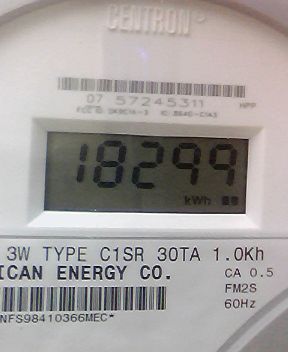 CENTRON®
07 57245311 HPP
18299
kWh
3W TYPE C1SR 30TA 1.0Kh
ICAN ENERGY CO. CA 0.5
FM2S
60Hz
NFS98410366MEC*